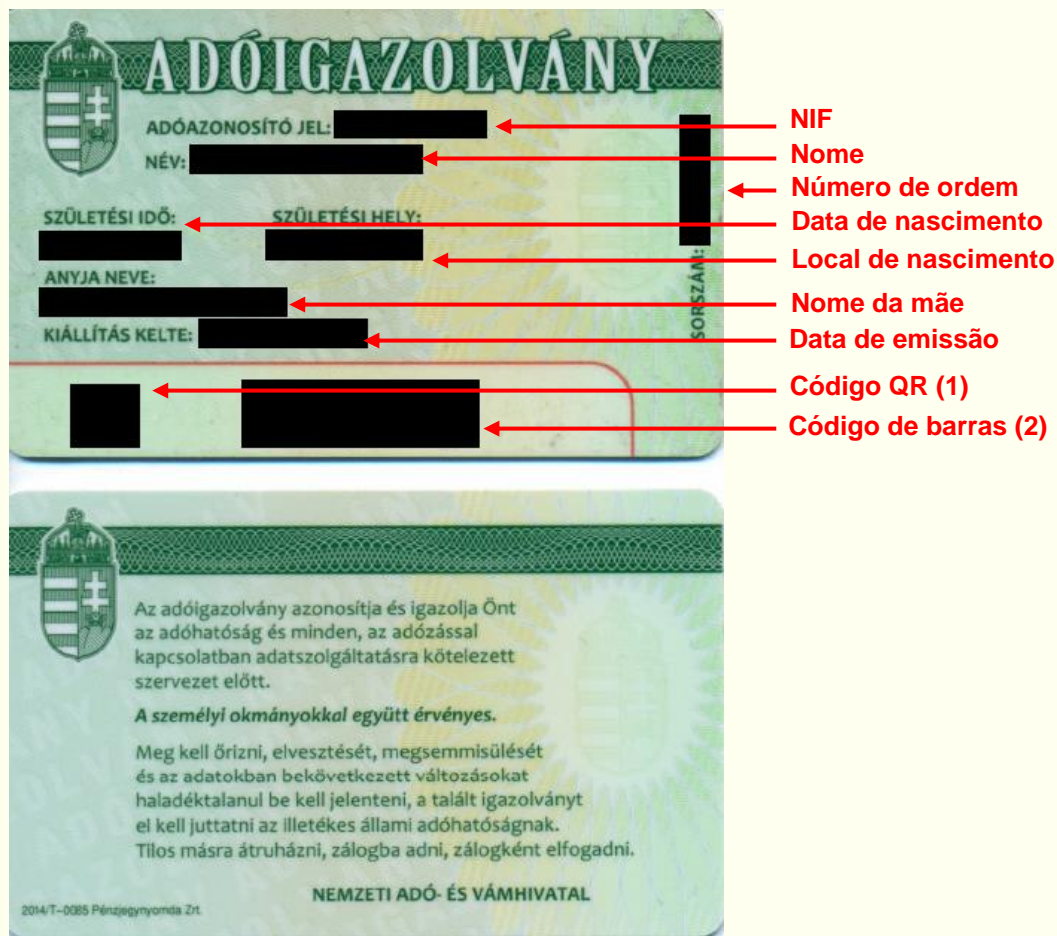 ADÓIGAZOLVÁNY
ADÓAZONOSÍTÓ JEL:
NIF
NÉV:
Nome
Número de ordem
SZÜLETÉSI IDŐ: SZÜLETÉSI HELY:
Data de nascimento
Local de nascimento
SORSZÁM:
ANYJA NEVE:
Nome da mãe
KIÁLLÍTÁS KELTE:
Data de emissão
Código QR (1)
Código de barras (2)
Az adóigazolvány azonosítja és igazolja Önt
az adóhatóság és minden, az adózással
kapcsolatban adatszolgáltatásra kötelezett
szervezet előtt.
A személyi okmányokkal együtt érvényes.
Meg kell őrizni, elvesztését, megsemmisülését
és az adatokban bekövetkezett változásokat
haladéktalanul be kell jelenteni, a talált igazolványt
el kell juttatni az illetékes állami adóhatóságnak.
Tilos másra átruházni, zálogba adni, zálogként elfogadni.
NEMZETI ADÓ- ÉS VÁMHIVATAL
2014/T-0085 Pénzjegynyomda Zrt.